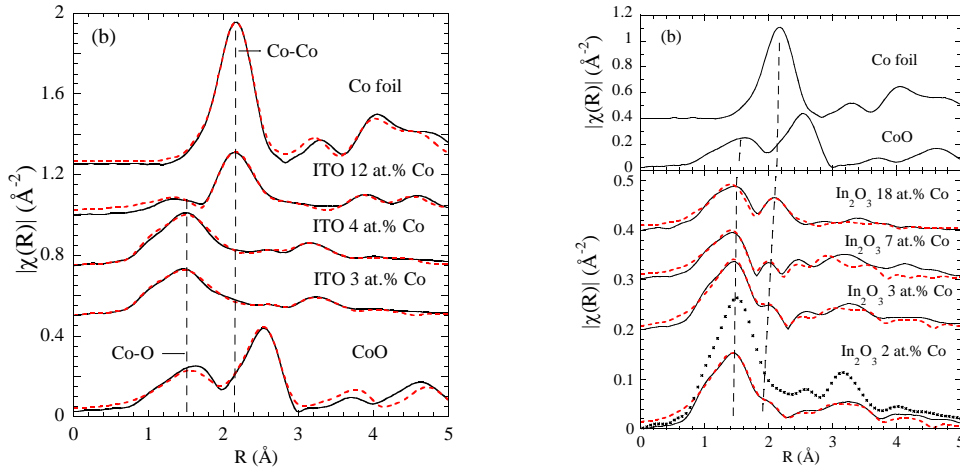 (b)
Co-Co
Co foil
ITO 12 at.% Co
ITO 4 at.% Co
ITO 3 at.% Co
Co-O
CoO
|χ(R)| (Å⁻²)
2
1.6
1.2
0.8
0.4
0
0 1 2 3 4 5
R (Å)
(b)
Co foil
CoO
|χ(R)| (Å⁻²)
1.2
1
0.8
0.6
0.4
0.2
0
In₂O₃ 18 at.% Co
In₂O₃ 7 at.% Co
In₂O₃ 3 at.% Co
In₂O₃ 2 at.% Co
|χ(R)| (Å⁻²)
0.5
0.4
0.3
0.2
0.1
0
0 1 2 3 4 5
R (Å)